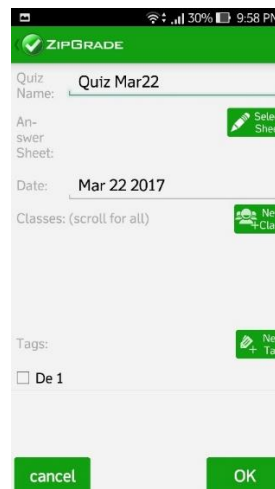 30% 9:58 PM
ZIPGRADE
Quiz Name: Quiz Mar22
An-
swer
Sheet:
Date: Mar 22 2017
Classes: (scroll for all)
Tags:
De 1
cancel OK